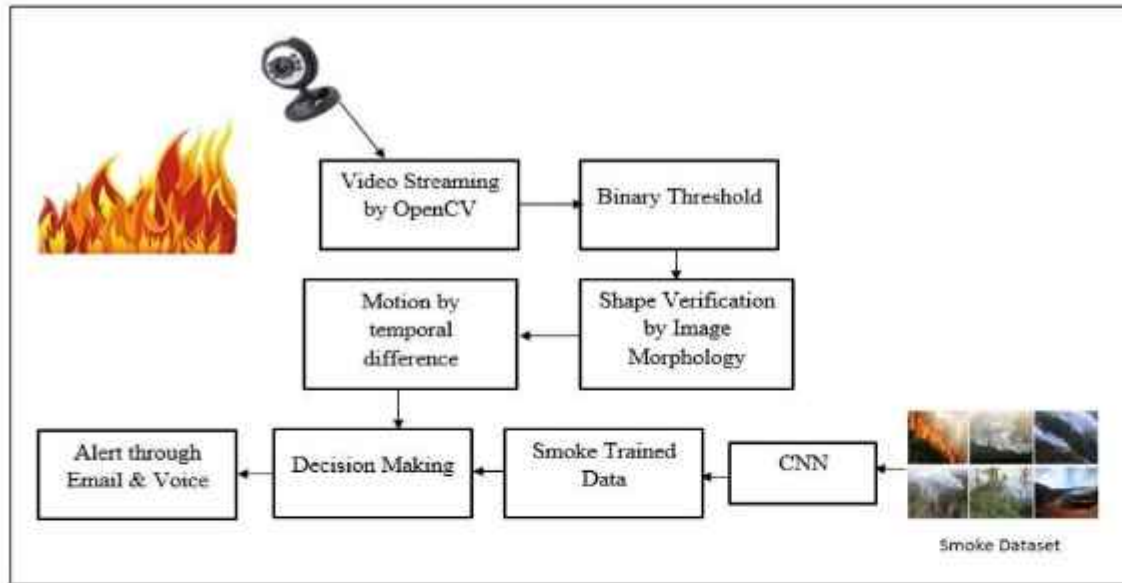 Video Streaming
by OpenCV
Binary Threshold
Motion by
temporal
difference
Shape Verification
by Image
Morphology
Alert through
Email & Voice
Decision Making
Smoke Trained
Data
CNN
Smoke Dataset